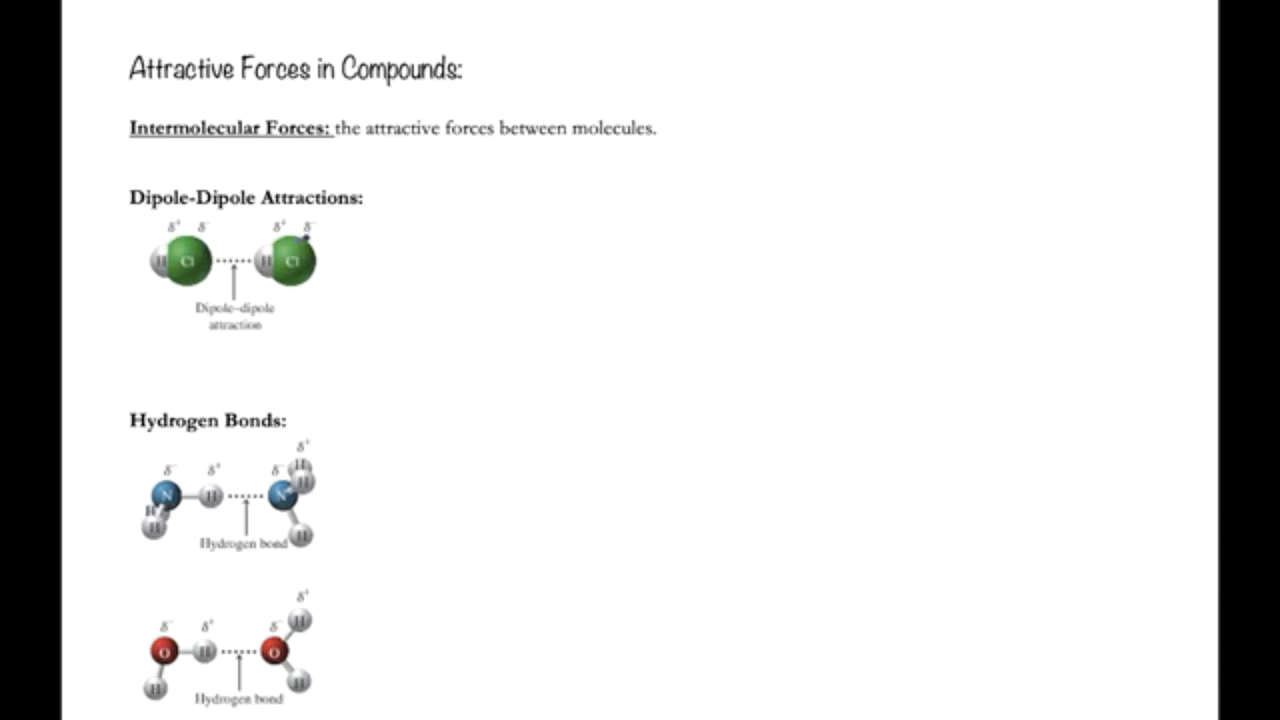 Attractive Forces in Compounds:
Intermolecular Forces: the attractive forces between molecules.
Dipole-Dipole Attractions:
δ⁺ δ⁻ δ⁺ δ⁻
H Cl H Cl
Dipole–dipole
attraction
Hydrogen Bonds:
δ⁺
δ⁻ δ⁺ δ⁻ H
H
N H N
H
H H
Hydrogen bond
δ⁺
δ⁻ δ⁺ δ⁻ H
O H O
H H
Hydrogen bond